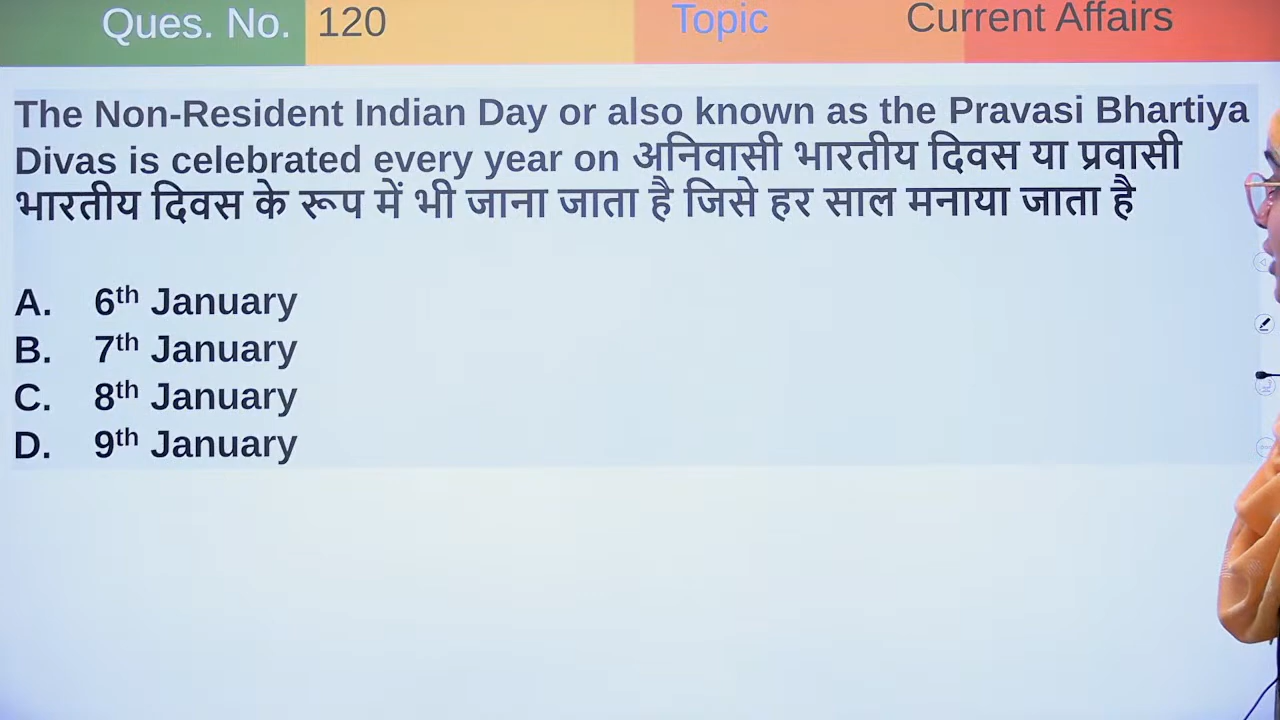 Ques. No. 120 Topic Current Affairs
The Non-Resident Indian Day or also known as the Pravasi Bhartiya
Divas is celebrated every year on अनिवासी भारतीय दिवस या प्रवासी
भारतीय दिवस के रूप में भी जाना जाता है जिसे हर साल मनाया जाता है
A. 6th January
B. 7th January
C. 8th January
D. 9th January